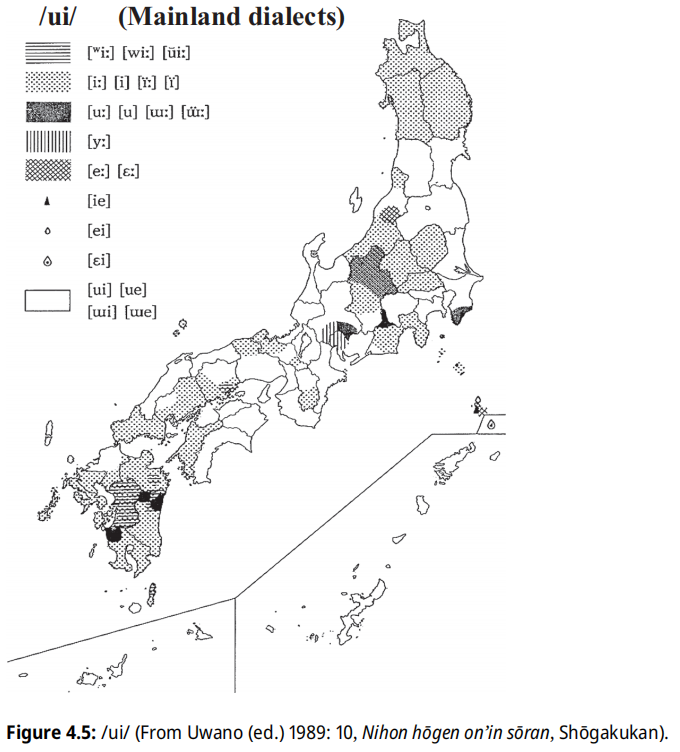 /ui/ (Mainland dialects)
[ʷiː] [wiː] [ŭiː]
[iː] [i] [ïː] [ï]
[uː] [u] [ɯː] [ɯ̈ː]
[yː]
[eː] [ɛː]
[ie]
[ei]
[ɛi]
[ui] [ue]
[ɯi] [ɯe]
Figure 4.5: /ui/ (From Uwano (ed.) 1989: 10, Nihon hōgen on’in sōran, Shōgakukan).